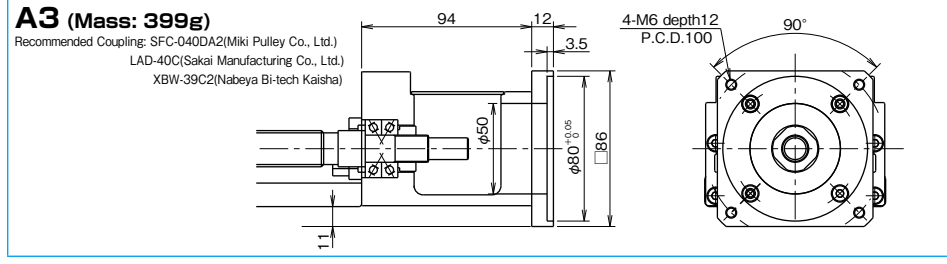 A3 (Mass: 399g)
Recommended Coupling: SFC-040DA2(Miki Pulley Co., Ltd.)
LAD-40C(Sakai Manufacturing Co., Ltd.)
XBW-39C2(Nabeya Bi-tech Kaisha)
94
12
3.5
4-M6 depth12
P.C.D.100
90°
φ50
φ80+0.05 0
□86
11